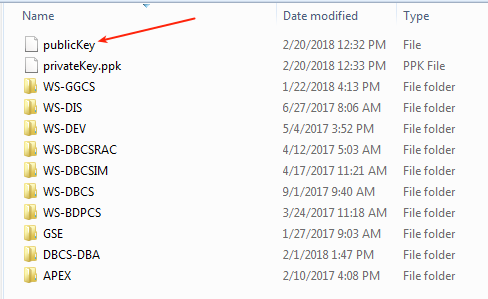 Name Date modified Type
publicKey 2/20/2018 12:32 PM File
privateKey.ppk 2/20/2018 12:33 PM PPK File
WS-GGCS 1/22/2018 4:13 PM File folder
WS-DIS 6/27/2017 8:06 AM File folder
WS-DEV 5/4/2017 3:52 PM File folder
WS-DBCSRAC 4/12/2017 5:03 AM File folder
WS-DBCSIM 4/17/2017 11:21 AM File folder
WS-DBCS 9/1/2017 9:40 AM File folder
WS-BDPCS 3/24/2017 11:18 AM File folder
GSE 1/27/2017 9:03 AM File folder
DBCS-DBA 2/1/2018 1:47 PM File folder
APEX 2/10/2017 4:08 PM File folder